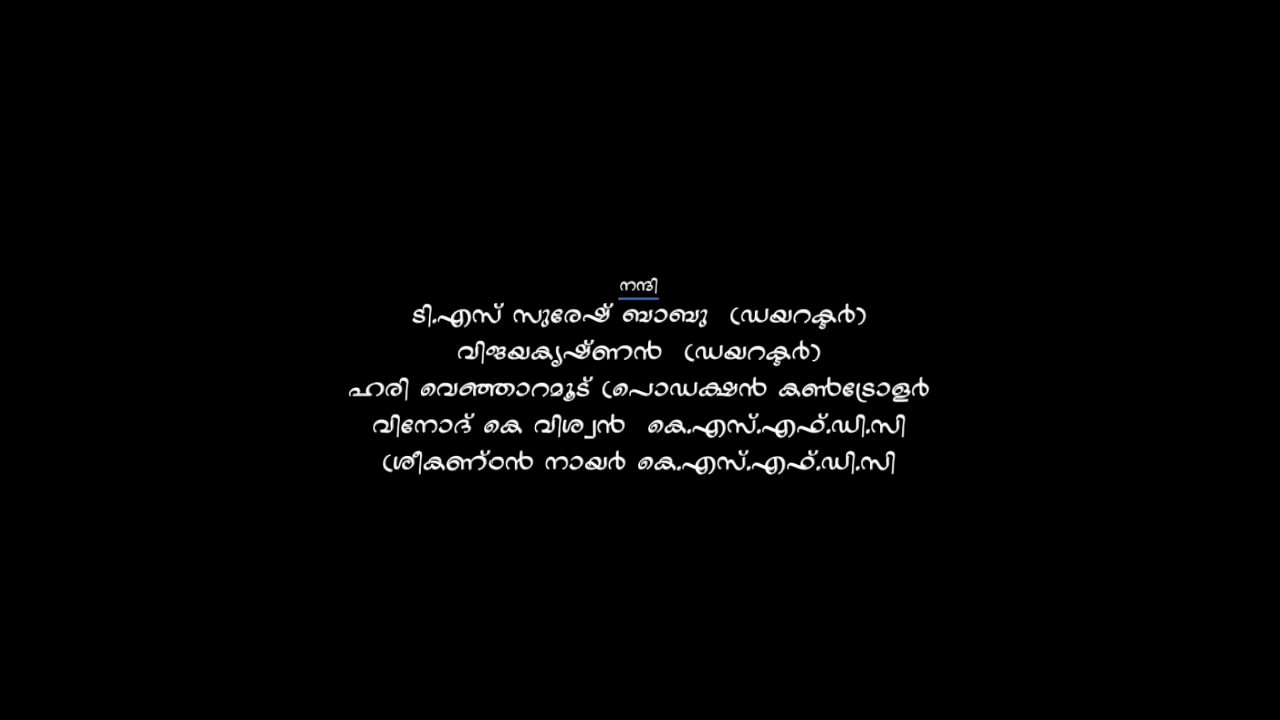 നന്ദി
ടി.എസ് സുരേഷ് ബാബു (ഡയറക്ടർ)
വിജയകൃഷ്ണൻ (ഡയറക്ടർ)
ഹരി വെഞ്ഞാറമൂട് പ്രൊഡക്ഷൻ കൺട്രോളർ
വിനോദ് കെ വിശ്വൻ കെ.എസ്.എഫ്.ഡി.സി
ശ്രീകണ്ഠൻ നായർ കെ.എസ്.എഫ്.ഡി.സി